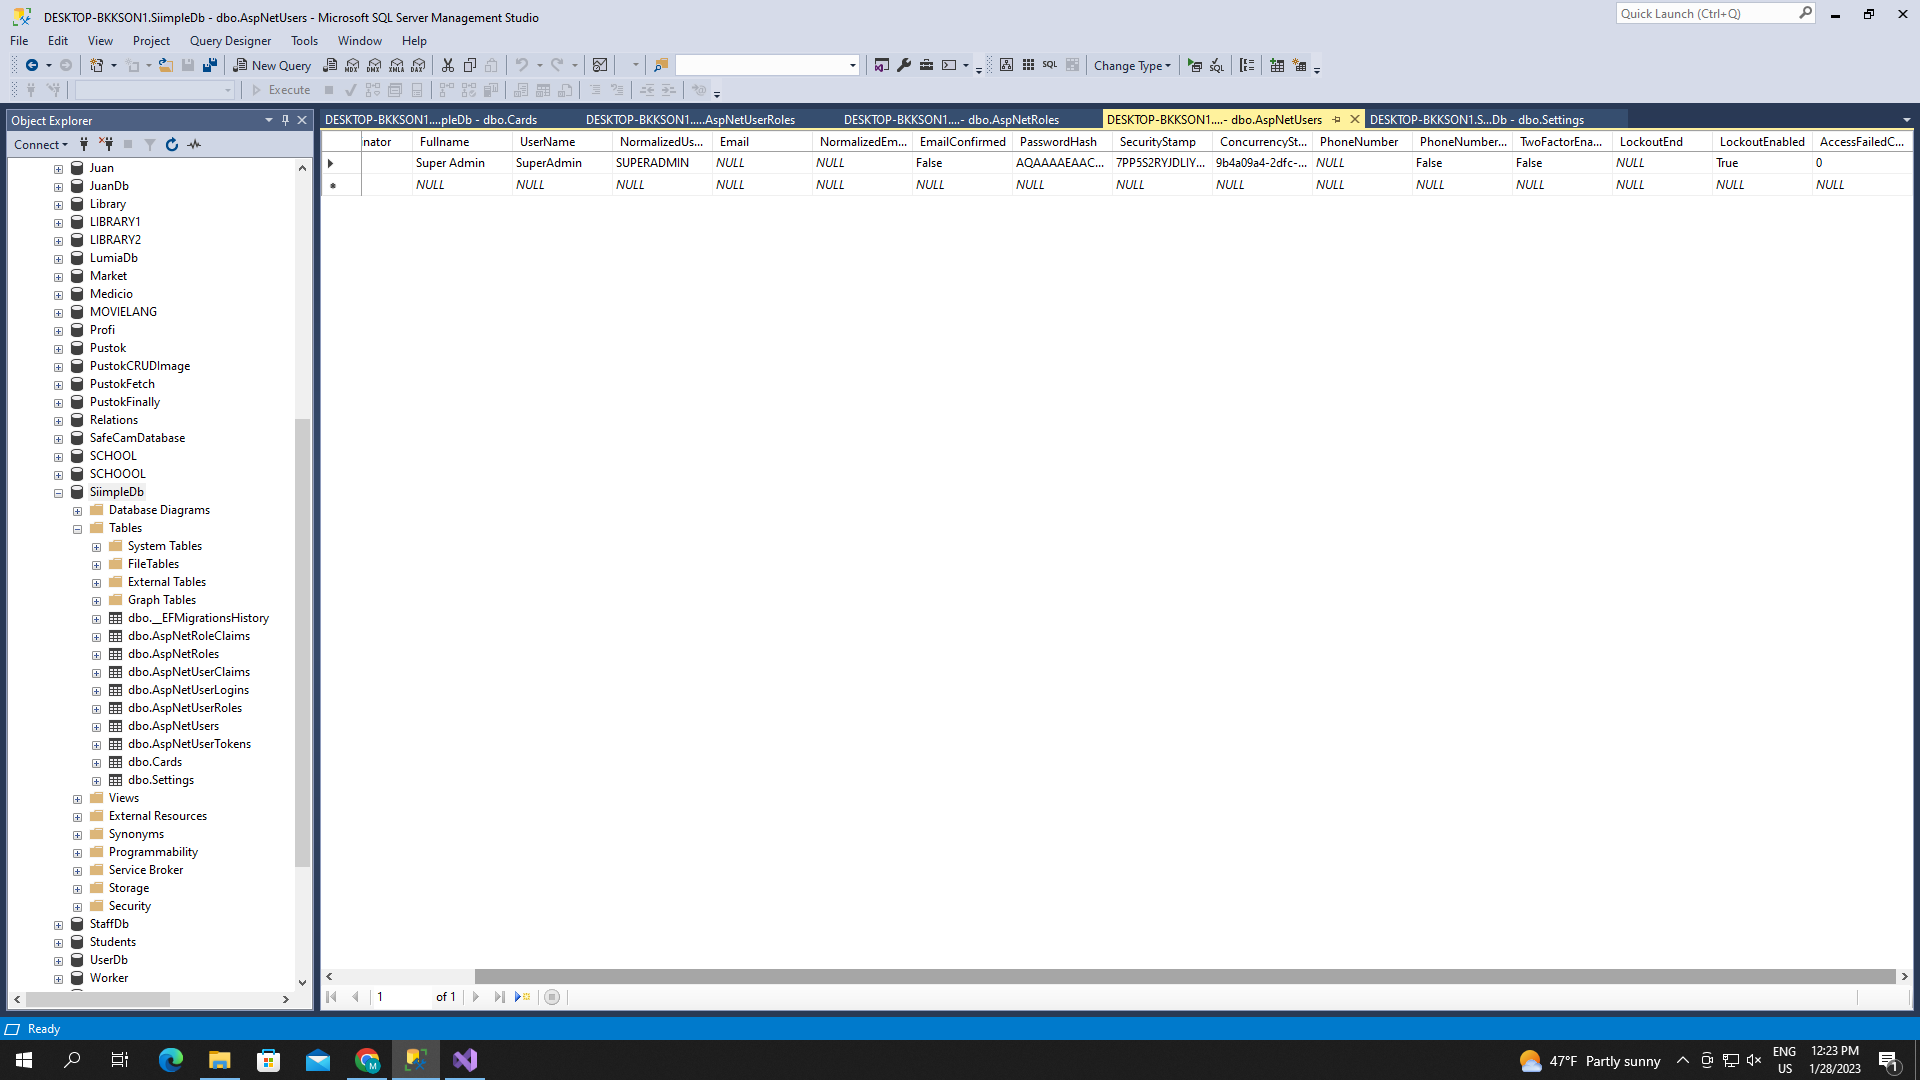 DESKTOP-BKKSON1.SiimpleDb - dbo.AspNetUsers - Microsoft SQL Server Management Studio
Quick Launch (Ctrl+Q)
File Edit View Project Query Designer Tools Window Help
New Query MDX DMX XMLA DAX SQL Change Type SQL
Execute
Object Explorer
DESKTOP-BKKSON1....pleDb - dbo.Cards DESKTOP-BKKSON1.....AspNetUserRoles DESKTOP-BKKSON1....- dbo.AspNetRoles DESKTOP-BKKSON1....- dbo.AspNetUsers DESKTOP-BKKSON1.S...Db - dbo.Settings
Connect
inator Fullname UserName NormalizedUs... Email NormalizedEm... EmailConfirmed PasswordHash SecurityStamp ConcurrencySt... PhoneNumber PhoneNumber... TwoFactorEna... LockoutEnd LockoutEnabled AccessFailedC...
Super Admin SuperAdmin SUPERADMIN NULL NULL False AQAAAAEAAC... 7PP5S2RYJDLIY... 9b4a09a4-2dfc-... NULL False False NULL True 0
NULL NULL NULL NULL NULL NULL NULL NULL NULL NULL NULL NULL NULL NULL NULL
Juan
JuanDb
Library
LIBRARY1
LIBRARY2
LumiaDb
Market
Medicio
MOVIELANG
Profi
Pustok
PustokCRUDImage
PustokFetch
PustokFinally
Relations
SafeCamDatabase
SCHOOL
SCHOOOL
SiimpleDb
Database Diagrams
Tables
System Tables
FileTables
External Tables
Graph Tables
dbo.__EFMigrationsHistory
dbo.AspNetRoleClaims
dbo.AspNetRoles
dbo.AspNetUserClaims
dbo.AspNetUserLogins
dbo.AspNetUserRoles
dbo.AspNetUsers
dbo.AspNetUserTokens
dbo.Cards
dbo.Settings
Views
External Resources
Synonyms
Programmability
Service Broker
Storage
Security
StaffDb
Students
UserDb
Worker
1 of 1
Ready
M
47°F Partly sunny
ENG
US
12:23 PM
1/28/2023
1